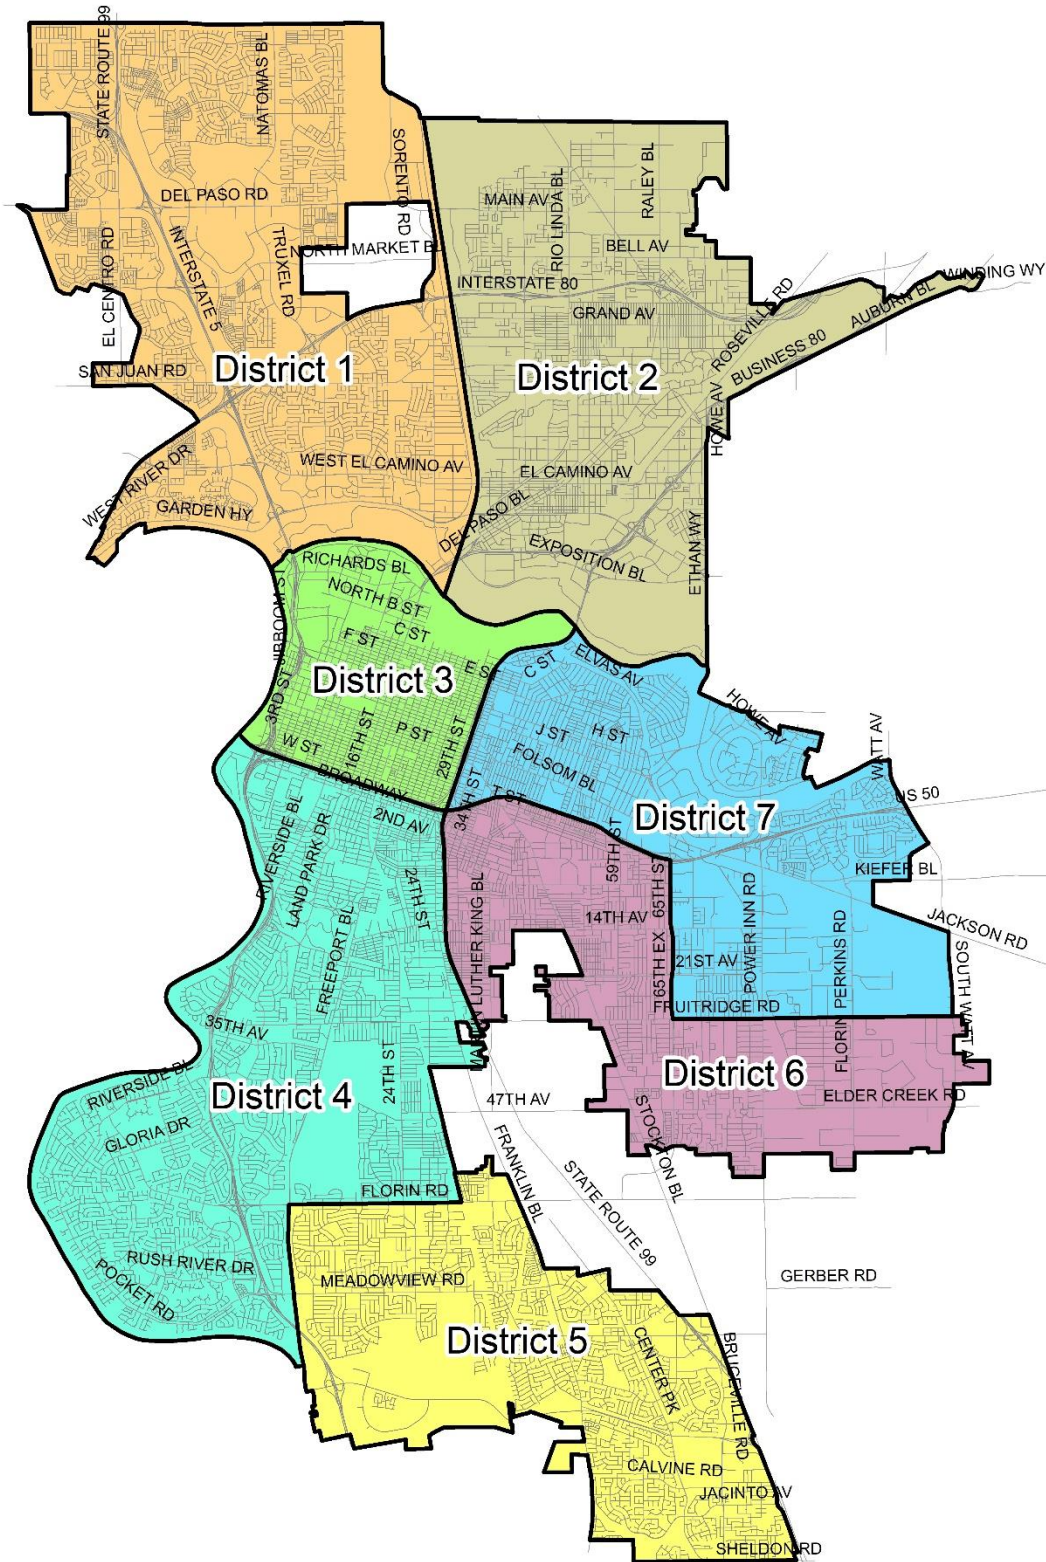 STATE ROUTE 99
NATOMAS BL
SORENTO RD
DEL PASO RD
MAIN AV
RIO LINDA BL
RALEY BL
BELL AV
EL CENTRO RD
INTERSTATE 5
TRUXEL RD
NORTH MARKET BL
INTERSTATE 80
GRAND AV
ROSEVILLE RD
WINDING WY
AUBURN BL
BUSINESS 80
SAN JUAN RD
District 1
District 2
HOWE AV
WEST RIVER DR
WEST EL CAMINO AV
EL CAMINO AV
GARDEN HY
DEL PASO BL
EXPOSITION BL
ETHAN WY
RICHARDS BL
NORTH B ST
JIBBOOM ST
C ST
F ST
E ST
C ST
ELVAS AV
District 3
3RD ST
16TH ST
P ST
29TH ST
W ST
BROADWAY
J ST
H ST
FOLSOM BL
HOWE AV
WATT AV
US 50
34TH ST
T ST
District 7
59TH ST
2ND AV
RIVERSIDE BL
LAND PARK DR
24TH ST
FREEPORT BL
KIEFER BL
JACKSON RD
65TH ST
14TH AV
MARTIN LUTHER KING BL
65TH EX
21ST AV
POWER INN RD
FLORIN PERKINS RD
SOUTH WATT AV
FRUITRIDGE RD
35TH AV
RIVERSIDE BL
24TH ST
District 4
District 6
ELDER CREEK RD
47TH AV
STOCKTON BL
GLORIA DR
FRANKLIN BL
STATE ROUTE 99
FLORIN RD
RUSH RIVER DR
POCKET RD
MEADOWVIEW RD
GERBER RD
District 5
CENTER PK
BRUCEVILLE RD
CALVINE RD
JACINTO AV
SHELDON RD